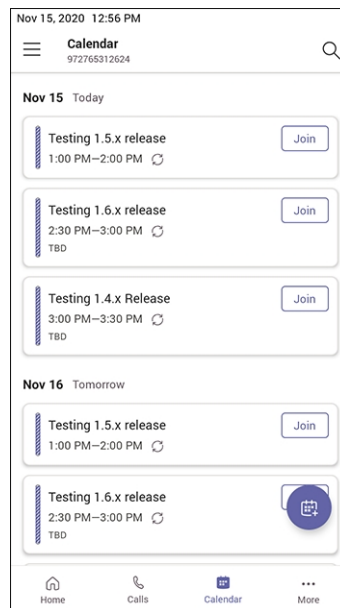 Nov 15, 2020 12:56 PM
Calendar
972765312624
Nov 15 Today
Testing 1.5.x release
Join
1:00 PM—2:00 PM
Testing 1.6.x release
Join
2:30 PM—3:00 PM
TBD
Testing 1.4.x Release
Join
3:00 PM—3:30 PM
TBD
Nov 16 Tomorrow
Testing 1.5.x release
Join
1:00 PM—2:00 PM
Testing 1.6.x release
2:30 PM—3:00 PM
TBD
Home Calls Calendar More